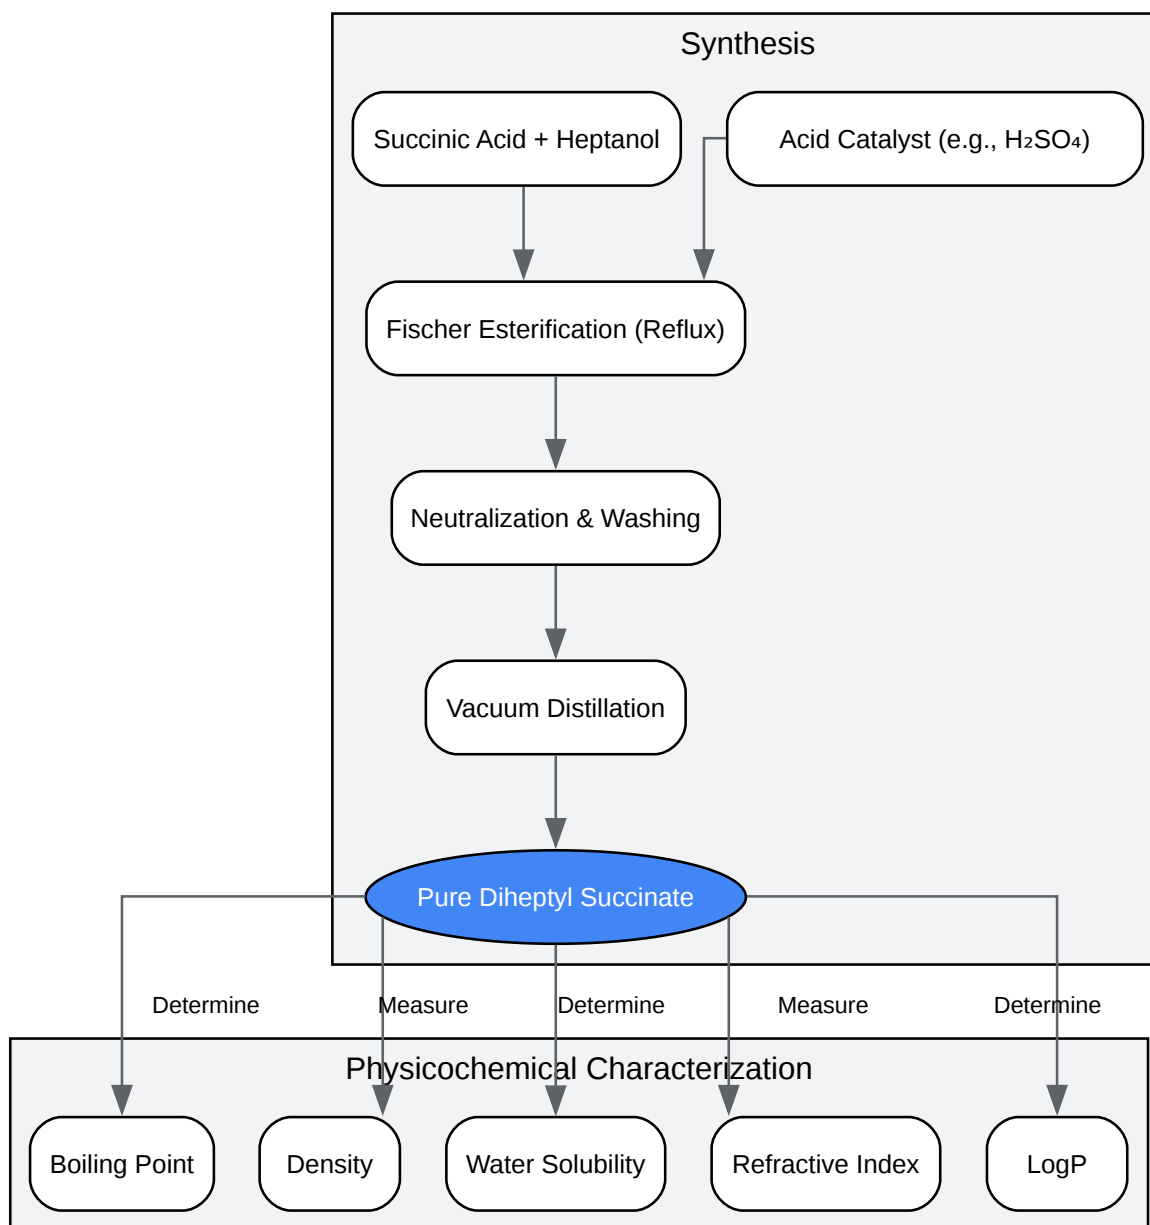 Synthesis
Succinic Acid + Heptanol
Acid Catalyst (e.g., H₂SO₄)
Fischer Esterification (Reflux)
Neutralization & Washing
Vacuum Distillation
Pure Diheptyl Succinate
Determine
Measure
Determine
Measure
Determine
Physicochemical Characterization
Boiling Point
Density
Water Solubility
Refractive Index
LogP